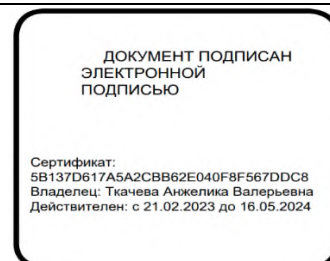 ДОКУМЕНТ ПОДПИСАН
ЭЛЕКТРОННОЙ
ПОДПИСЬЮ
Сертификат:
5B137D617A5A2CBB62E040F8F567DDC8
Владелец: Ткачева Анжелика Валерьевна
Действителен: с 21.02.2023 до 16.05.2024